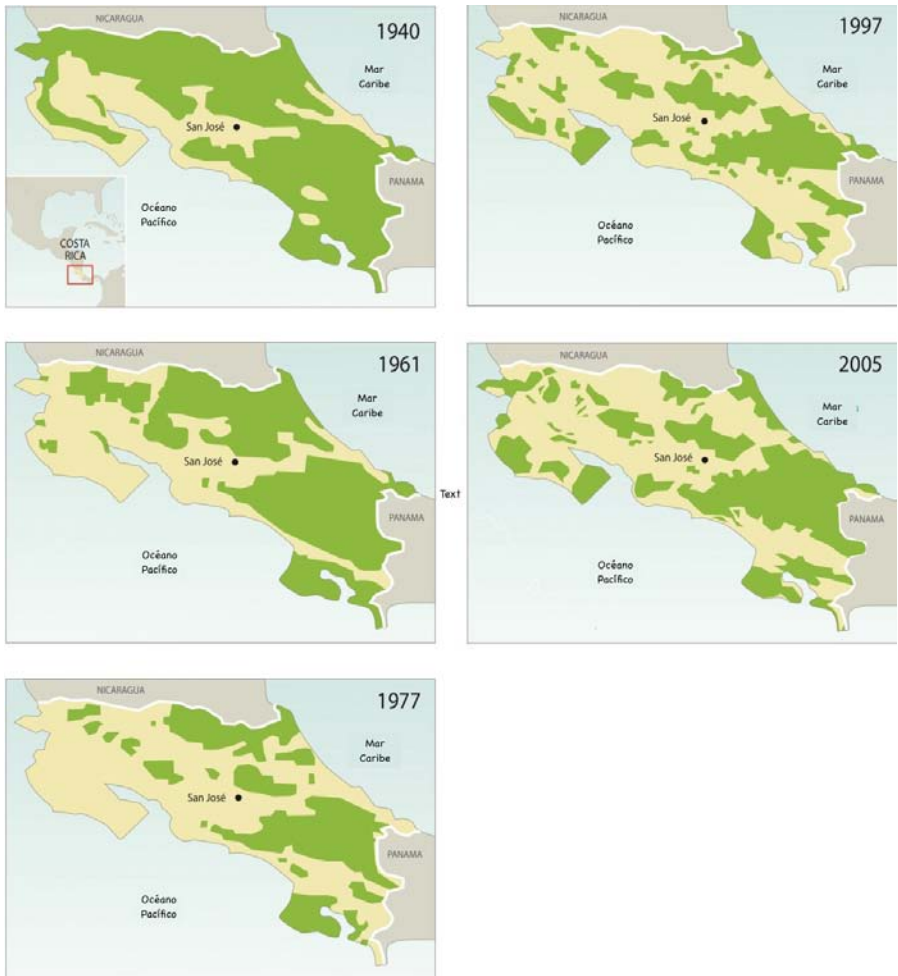 NICARAGUA
1940
Mar
Caribe
San José
PANAMA
Océano
Pacífico
COSTA
RICA
NICARAGUA
1997
Mar
Caribe
San José
PANAMA
Océano
Pacífico
NICARAGUA
1961
Mar
Caribe
San José
PANAMA
Océano
Pacífico
Text
NICARAGUA
2005
Mar
Caribe
San José
PANAMA
Océano
Pacífico
NICARAGUA
1977
Mar
Caribe
San José
PANAMA
Océano
Pacífico